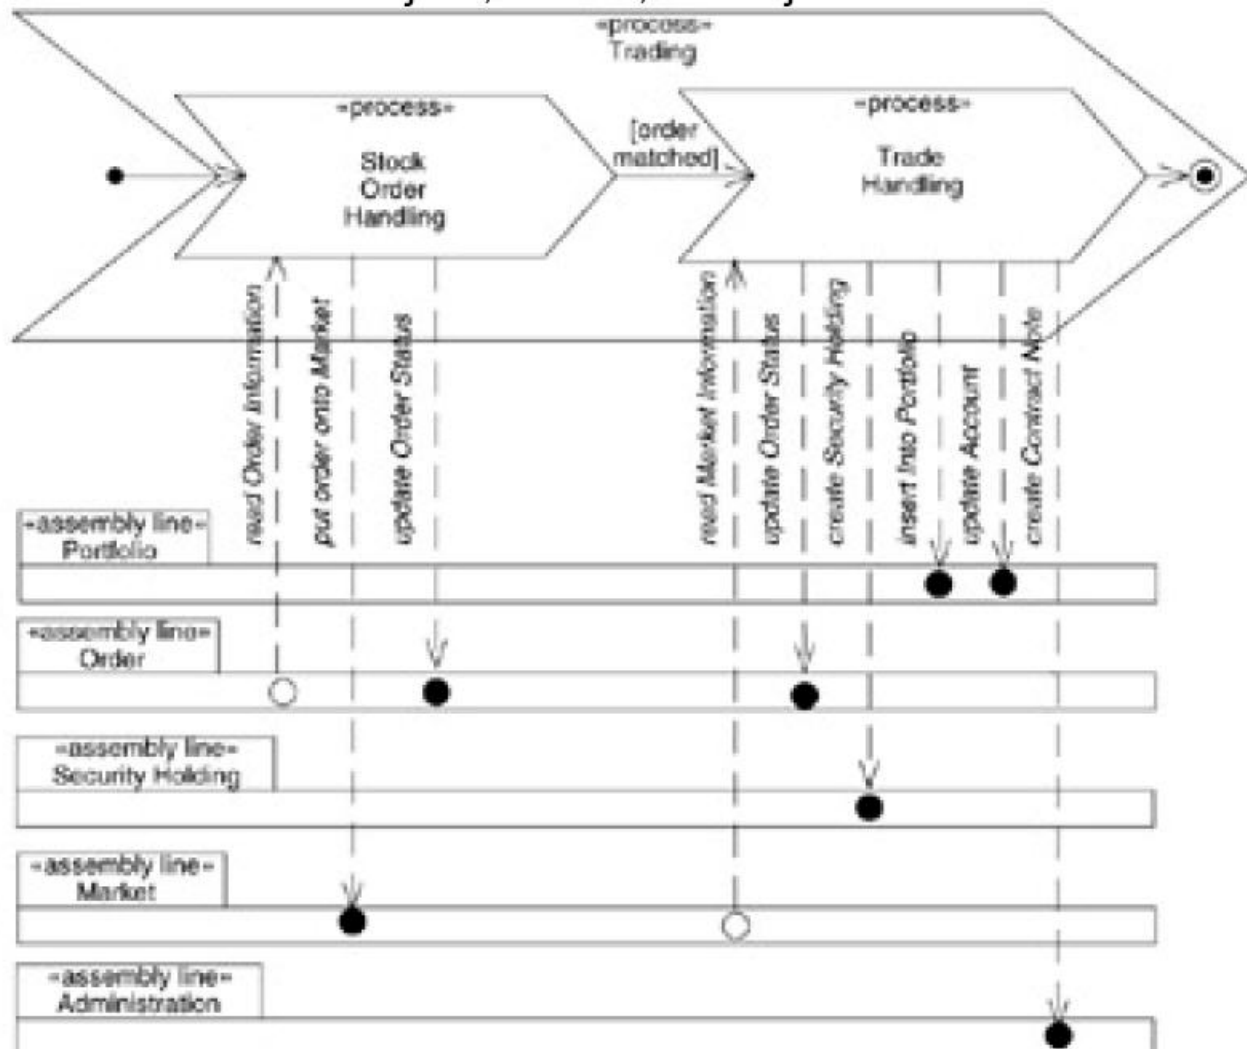 «process»
Trading
«process»
Stock
Order
Handling
[order
matched]
«process»
Trade
Handling
read Order Information
put order onto Market
update Order Status
read Market Information
update Order Status
create Security Holding
insert Into Portfolio
update Account
create Contract Note
«assembly line»
Portfolio
«assembly line»
Order
«assembly line»
Security Holding
«assembly line»
Market
«assembly line»
Administration